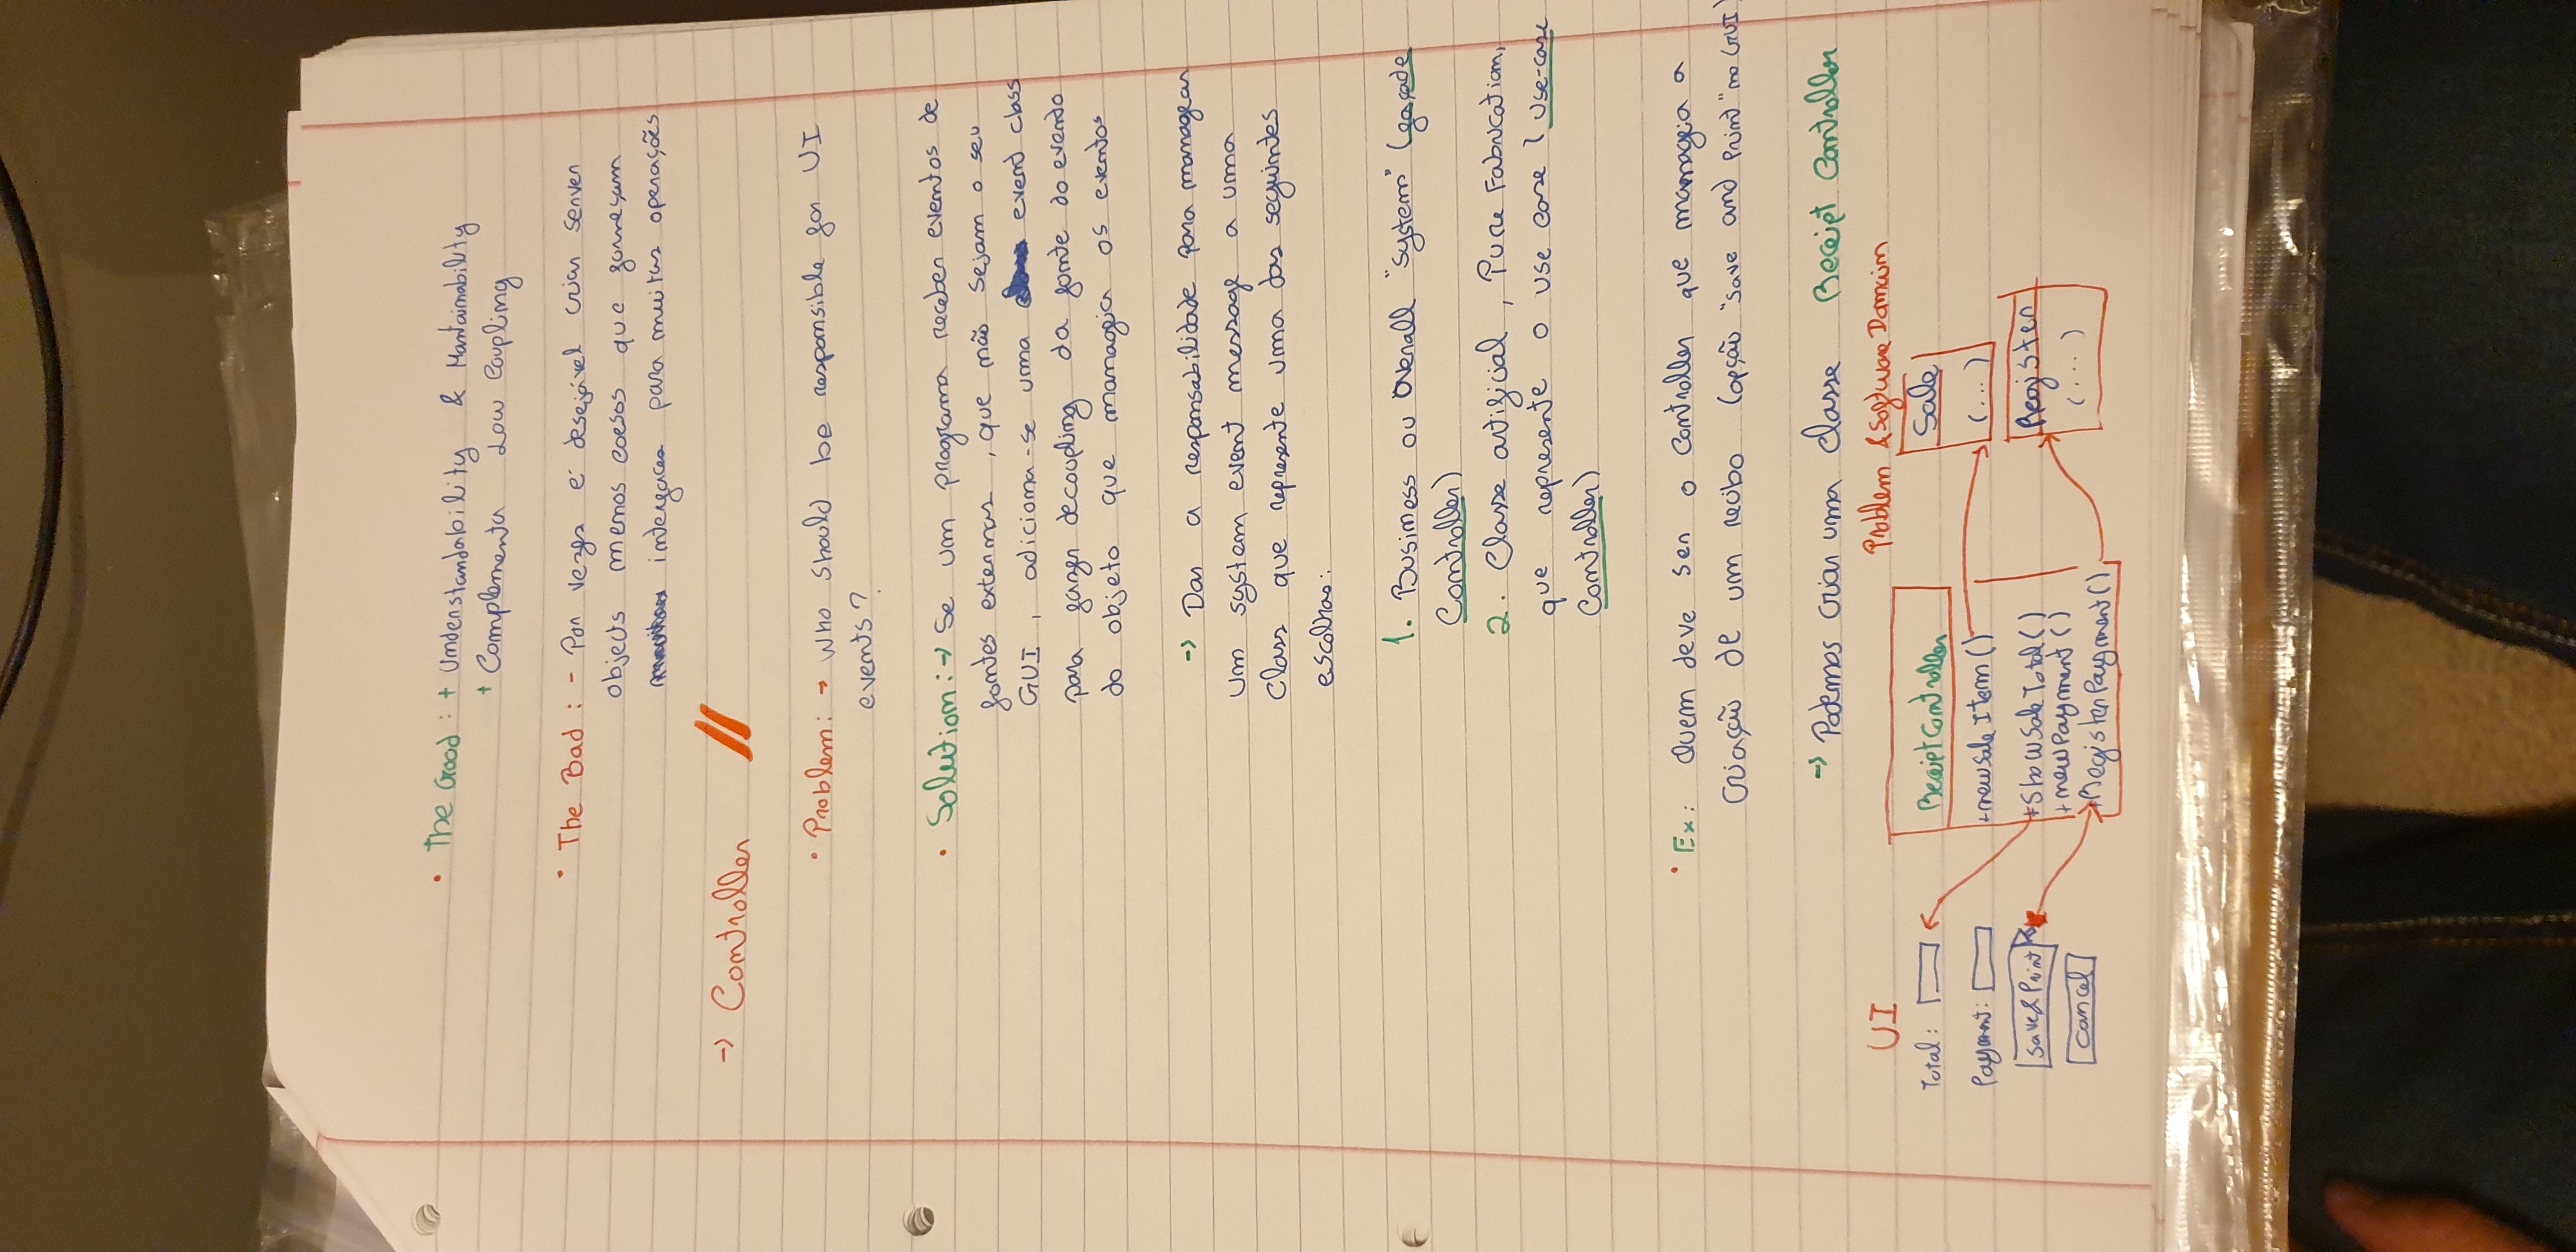 • The Good: + Understandability & Mantainability
+ Complementa Low Coupling
• The Bad: - Por vezes é desejável criar server
objects menos coesos que forneçam
interfaces para muitas operações
→ Controller
• Problem: → Who should be responsible for UI
events?
• Solution: → Se um programa receber eventos de
fontes externas, que não sejam o seu
GUI, adiciona-se uma event class
para fazer decoupling da fonte do evento
do objeto que manageia os eventos
→ Dar a responsabilidade para managear
um system event message a uma
Class que represente uma das seguintes
escolhas:
1. Business ou Overall "system" (façade
Controller)
2. Classe artificial, Pure Fabrication,
que represente o use case (use-case
Controller)
• Ex: Quem deve ser o Controller que manageia a
criação de um recibo (opção "save and print" no GUI)
→ Podemos criar uma classe Receipt Controller
UI
Problem & Software Domain
Total:
Receipt Controller
Sale
Payment:
+newSaleItem()
(...)
Save&Print
+ShowSaleTotal()
Register
+newPayment()
Cancel
+RegisterPayment()
(...)